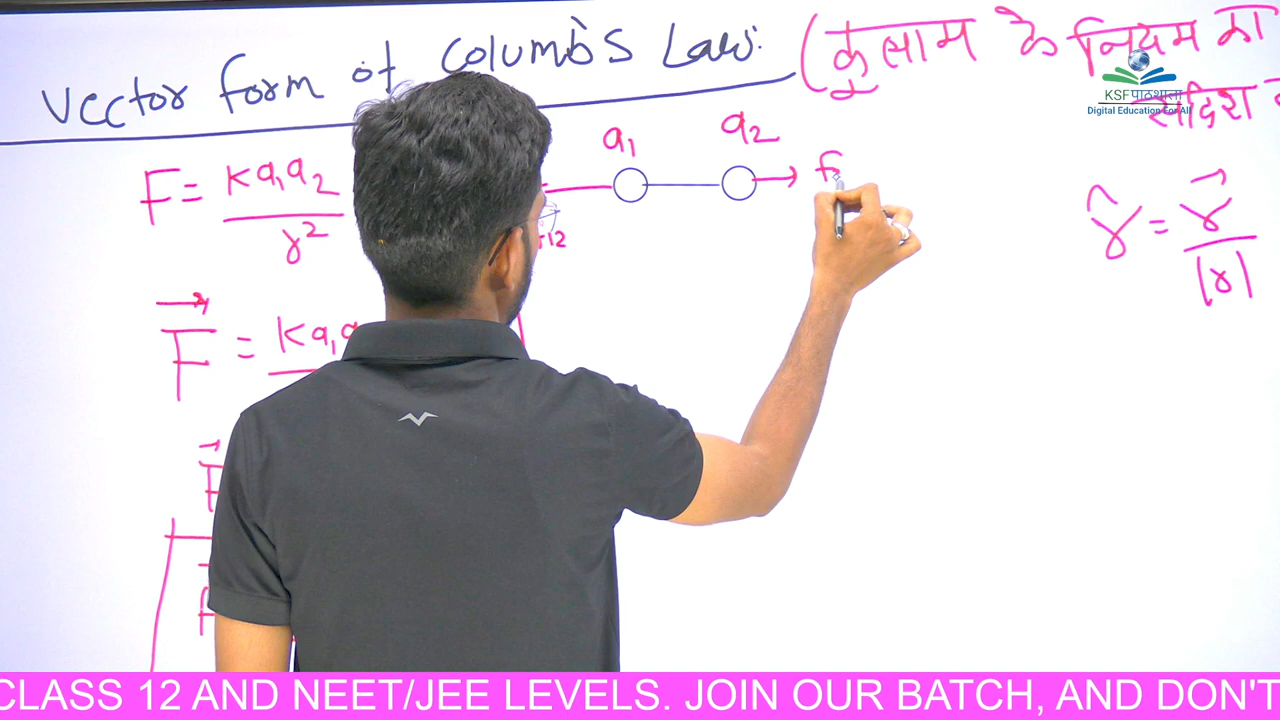 Vector form of Columb's Law: (कुलाम के नियम का
सदिश
KSFपाठशाला
Digital Education For All
F = Kq₁q₂ / r²
q₁ q₂
F
r̂ = r⃗ / |r|
F⃗ = Kq₁q
F⃗
F
CLASS 12 AND NEET/JEE LEVELS. JOIN OUR BATCH, AND DON'T